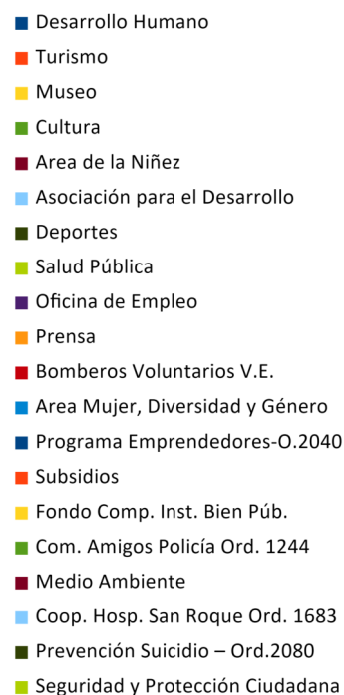 Desarrollo Humano
Turismo
Museo
Cultura
Area de la Niñez
Asociación para el Desarrollo
Deportes
Salud Pública
Oficina de Empleo
Prensa
Bomberos Voluntarios V.E.
Area Mujer, Diversidad y Género
Programa Emprendedores-O.2040
Subsidios
Fondo Comp. Inst. Bien Púb.
Com. Amigos Policía Ord. 1244
Medio Ambiente
Coop. Hosp. San Roque Ord. 1683
Prevención Suicidio – Ord.2080
Seguridad y Protección Ciudadana